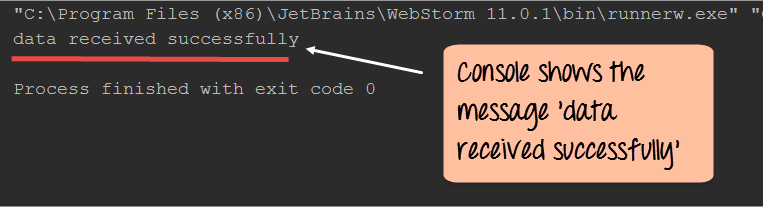 "C:\Program Files (x86)\JetBrains\WebStorm 11.0.1\bin\runnerw.exe" "
data received successfully
Process finished with exit code 0
Console shows the
message 'data
received successfully'